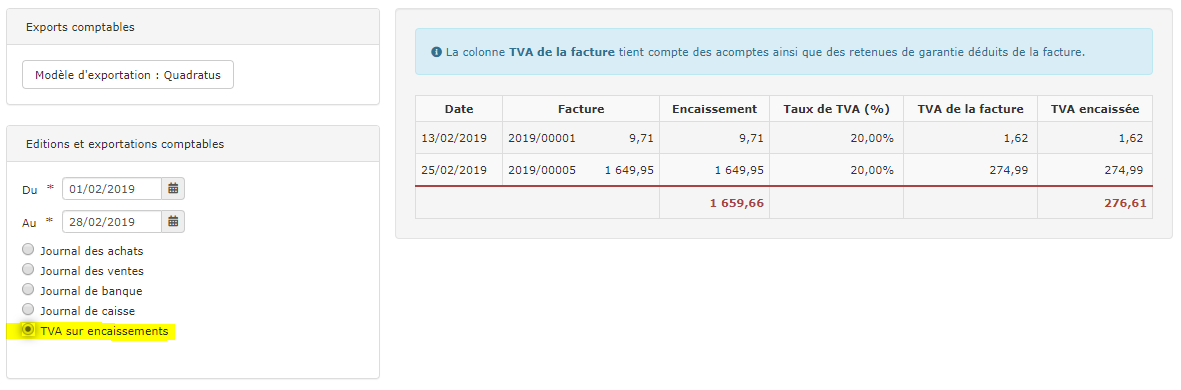 Exports comptables
Modèle d'exportation : Quadratus
Editions et exportations comptables
Du * 01/02/2019
Au * 28/02/2019
Journal des achats
Journal des ventes
Journal de banque
Journal de caisse
TVA sur encaissements
La colonne TVA de la facture tient compte des acomptes ainsi que des retenues de garantie déduits de la facture.
Date Facture Encaissement Taux de TVA (%) TVA de la facture TVA encaissée
13/02/2019 2019/00001 9,71 9,71 20,00% 1,62 1,62
25/02/2019 2019/00005 1 649,95 1 649,95 20,00% 274,99 274,99
1 659,66 276,61